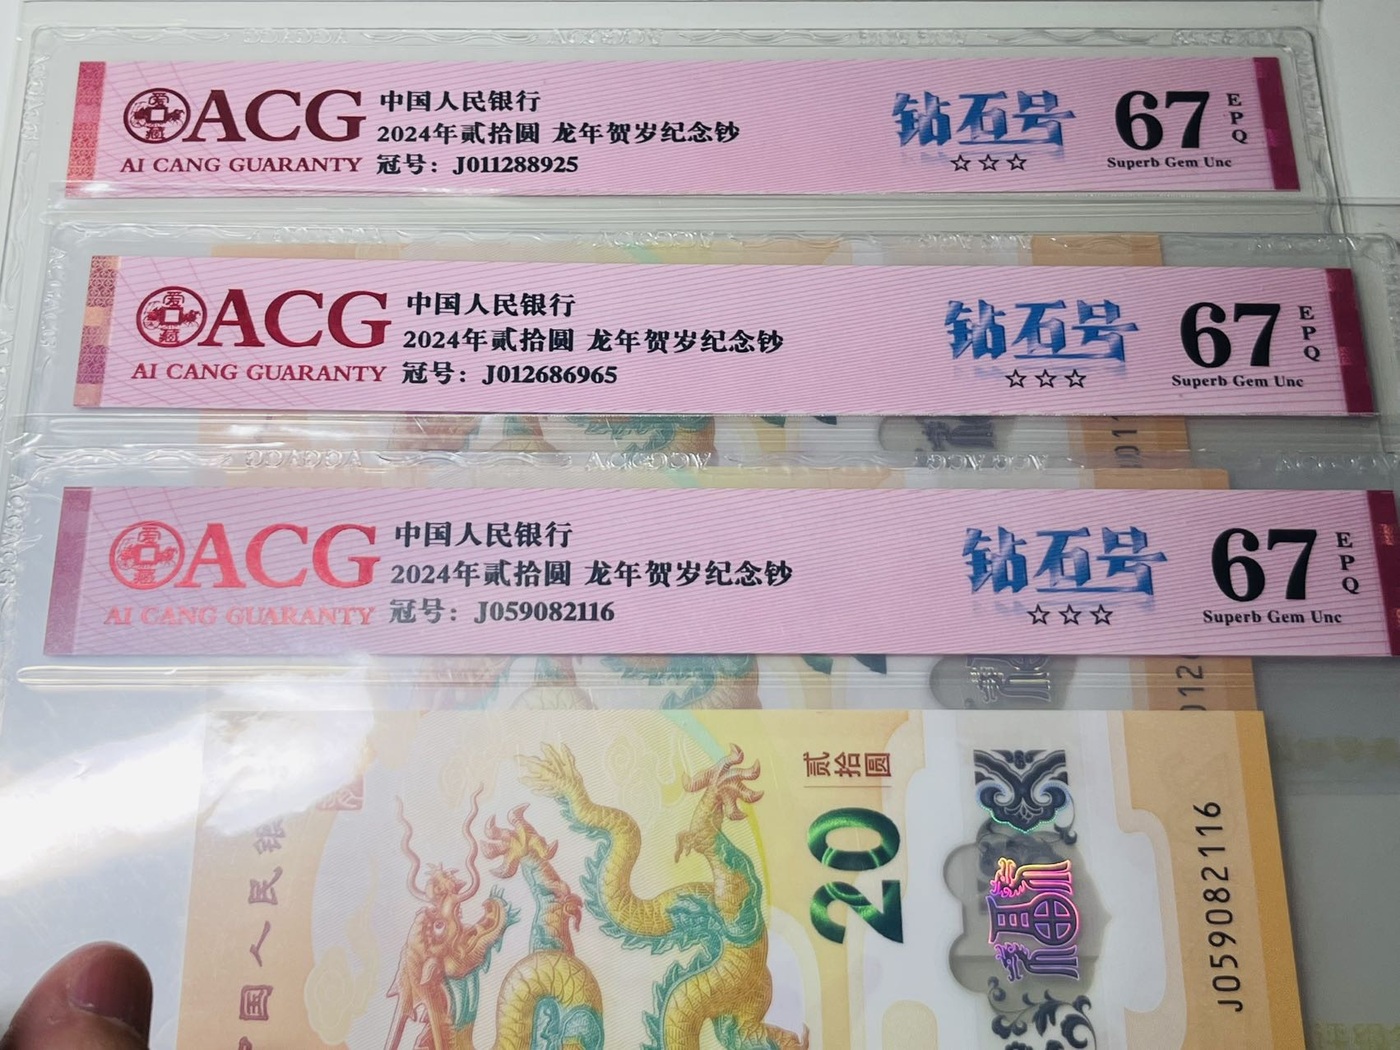 ACG
AI CANG GUARANTY
中国人民银行
2024年贰拾圆 龙年贺岁纪念钞
冠号：J011288925
钻石号
☆☆☆
67
EPQ
Superb Gem Unc
ACG
AI CANG GUARANTY
中国人民银行
2024年贰拾圆 龙年贺岁纪念钞
冠号：J012686965
钻石号
☆☆☆
67
EPQ
Superb Gem Unc
ACG
AI CANG GUARANTY
中国人民银行
2024年贰拾圆 龙年贺岁纪念钞
冠号：J059082116
钻石号
☆☆☆
67
EPQ
Superb Gem Unc
贰拾圆
20
J059082116
国人民银